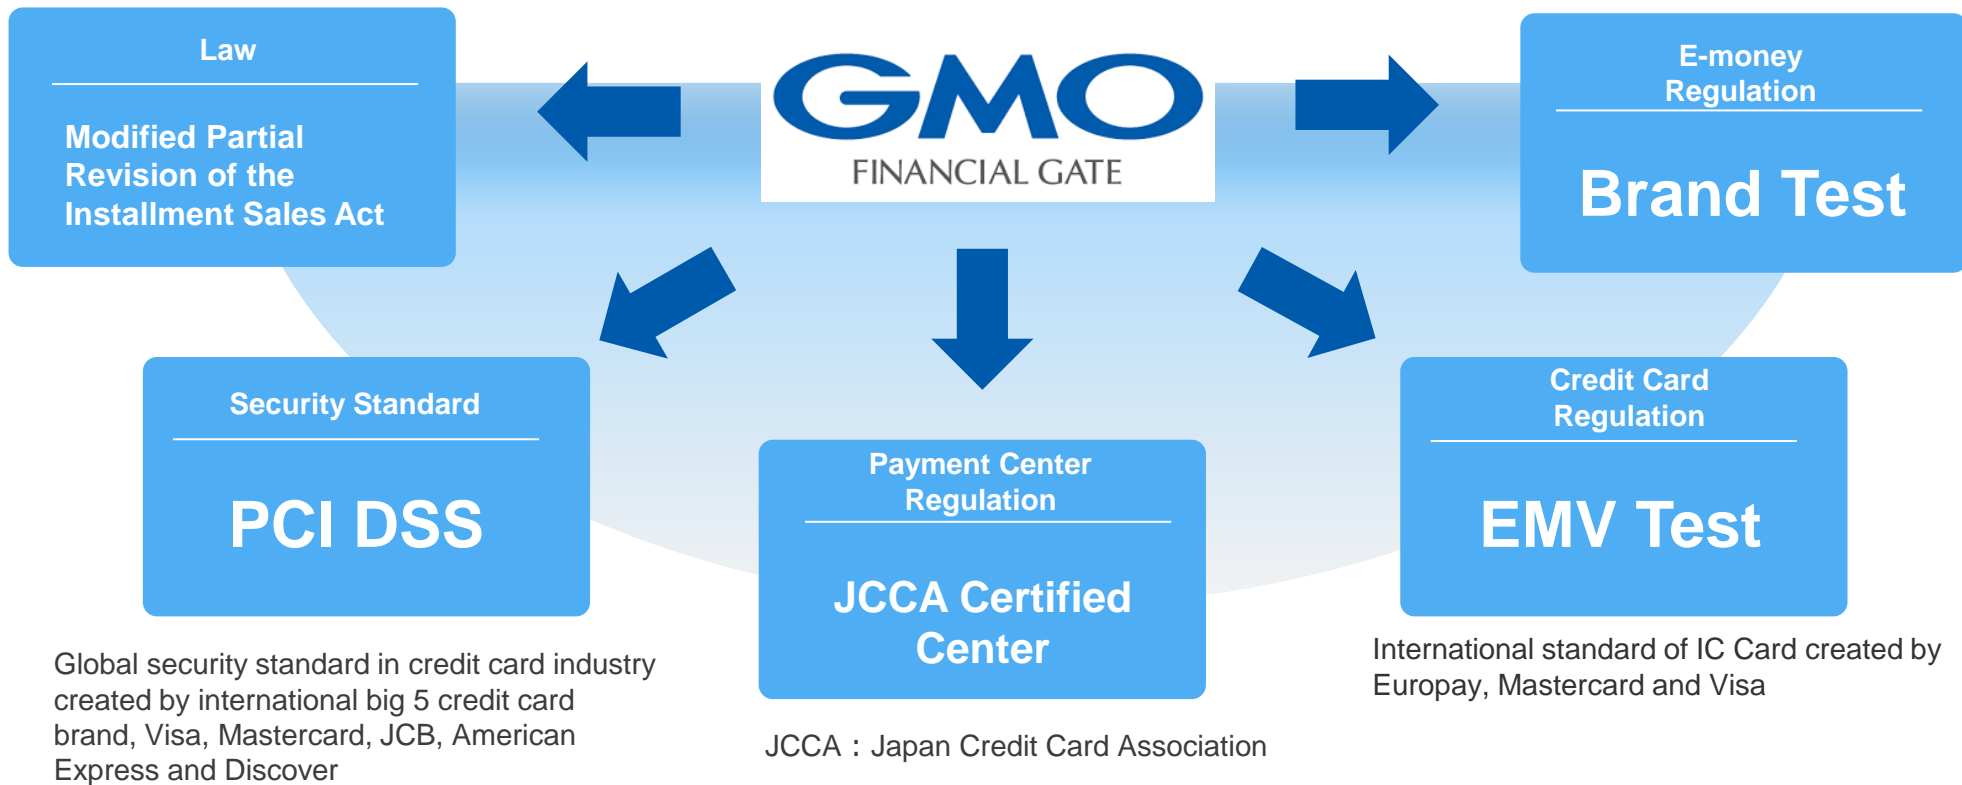 Law
Modified Partial
Revision of the
Installment Sales Act
GMO
FINANCIAL GATE
E-money
Regulation
Brand Test
Security Standard
PCI DSS
Global security standard in credit card industry
created by international big 5 credit card
brand, Visa, Mastercard, JCB, American
Express and Discover
Payment Center
Regulation
JCCA Certified
Center
JCCA：Japan Credit Card Association
Credit Card
Regulation
EMV Test
International standard of IC Card created by
Europay, Mastercard and Visa